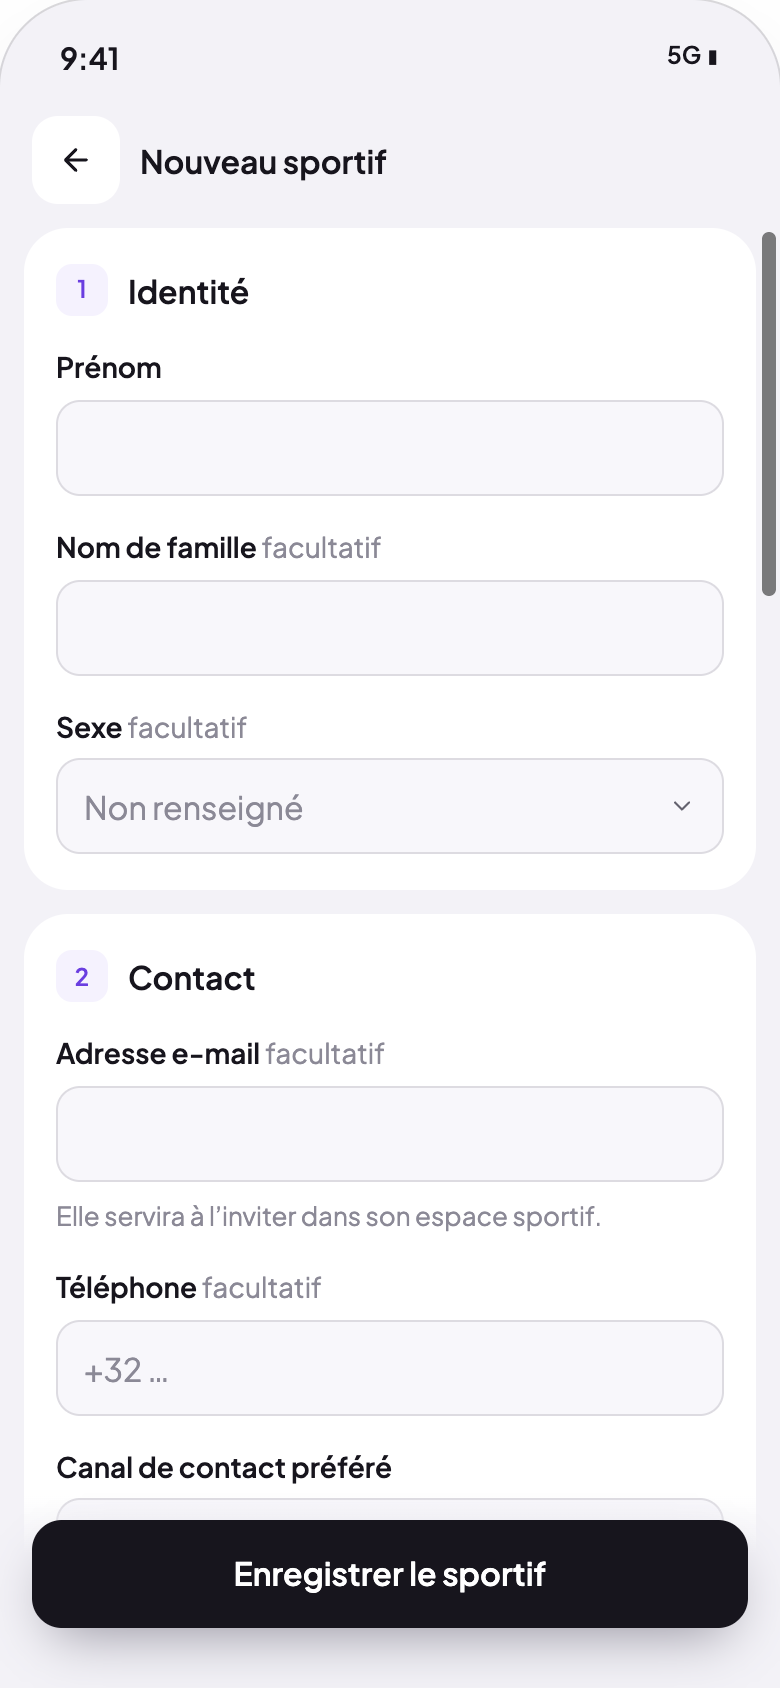 9:41
5G
Nouveau sportif
1
Identité
Prénom
Nom de famille facultatif
Sexe facultatif
Non renseigné
2
Contact
Adresse e-mail facultatif
Elle servira à l’inviter dans son espace sportif.
Téléphone facultatif
+32 ...
Canal de contact préféré
Enregistrer le sportif